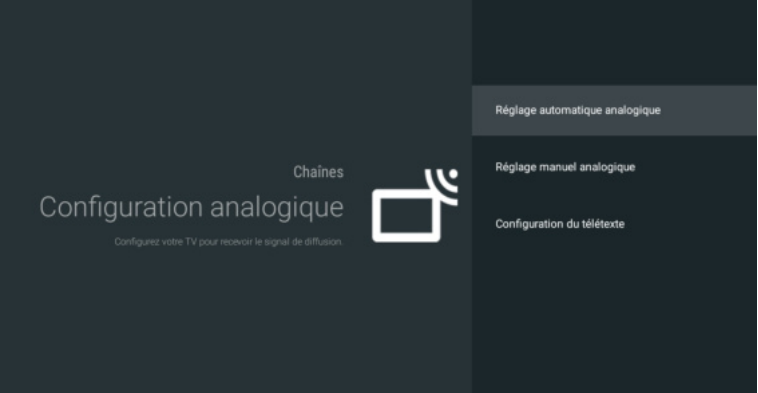 Chaînes
Configuration analogique
Configurez votre TV pour recevoir le signal de diffusion.
Réglage automatique analogique
Réglage manuel analogique
Configuration du télétexte